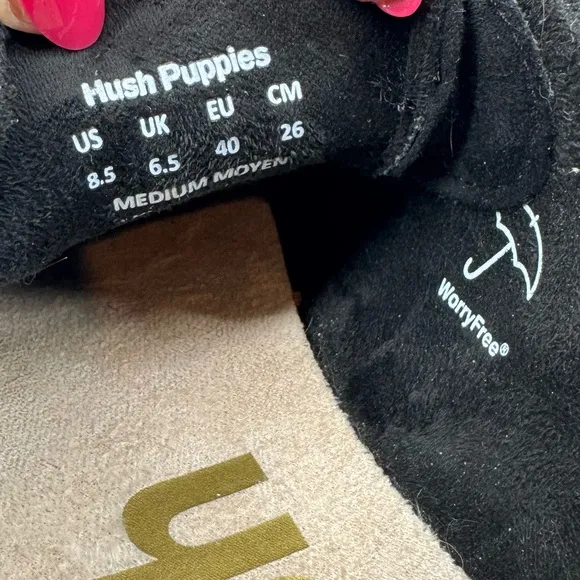 Hush Puppies
US UK EU CM
8.5 6.5 40 26
MEDIUM MOYEN
WorryFree®